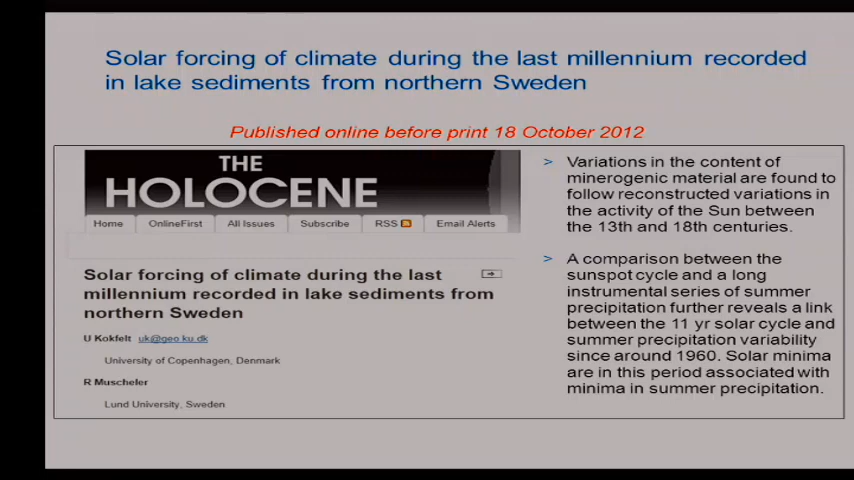 Solar forcing of climate during the last millennium recorded
in lake sediments from northern Sweden
Published online before print 18 October 2012
THE
HOLOCENE
Home OnlineFirst All Issues Subscribe RSS Email Alerts
Solar forcing of climate during the last
millennium recorded in lake sediments from
northern Sweden
U Kokfelt uk@geo.ku.dk
University of Copenhagen, Denmark
R Muscheler
Lund University, Sweden
> Variations in the content of
minerogenic material are found to
follow reconstructed variations in
the activity of the Sun between
the 13th and 18th centuries.
> A comparison between the
sunspot cycle and a long
instrumental series of summer
precipitation further reveals a link
between the 11 yr solar cycle and
summer precipitation variability
since around 1960. Solar minima
are in this period associated with
minima in summer precipitation.